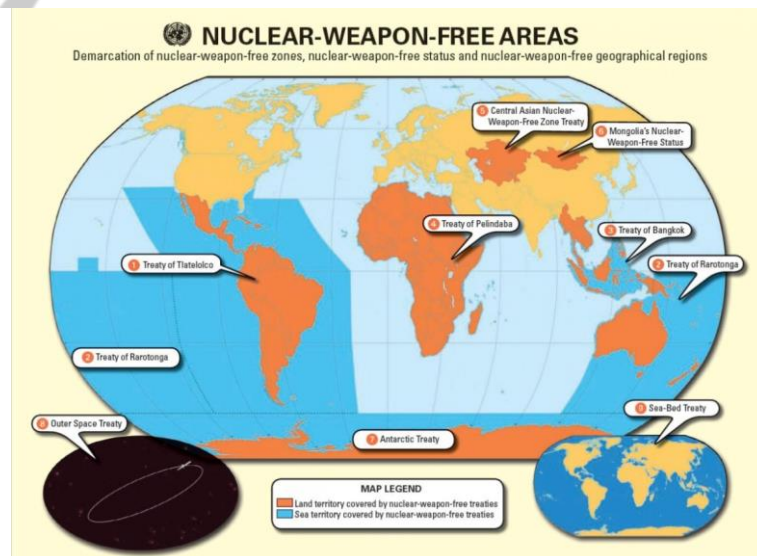 NUCLEAR-WEAPON-FREE AREAS
Demarcation of nuclear-weapon-free zones, nuclear-weapon-free status and nuclear-weapon-free geographical regions
5 Central Asian Nuclear-
Weapon-Free Zone Treaty
6 Mongolia's Nuclear-
Weapon-Free Status
4 Treaty of Pelindaba
3 Treaty of Bangkok
1 Treaty of Tlatelolco
2 Treaty of Rarotonga
2 Treaty of Rarotonga
8 Outer Space Treaty
9 Sea-Bed Treaty
7 Antarctic Treaty
MAP LEGEND
Land territory covered by nuclear-weapon-free treaties
Sea territory covered by nuclear-weapon-free treaties